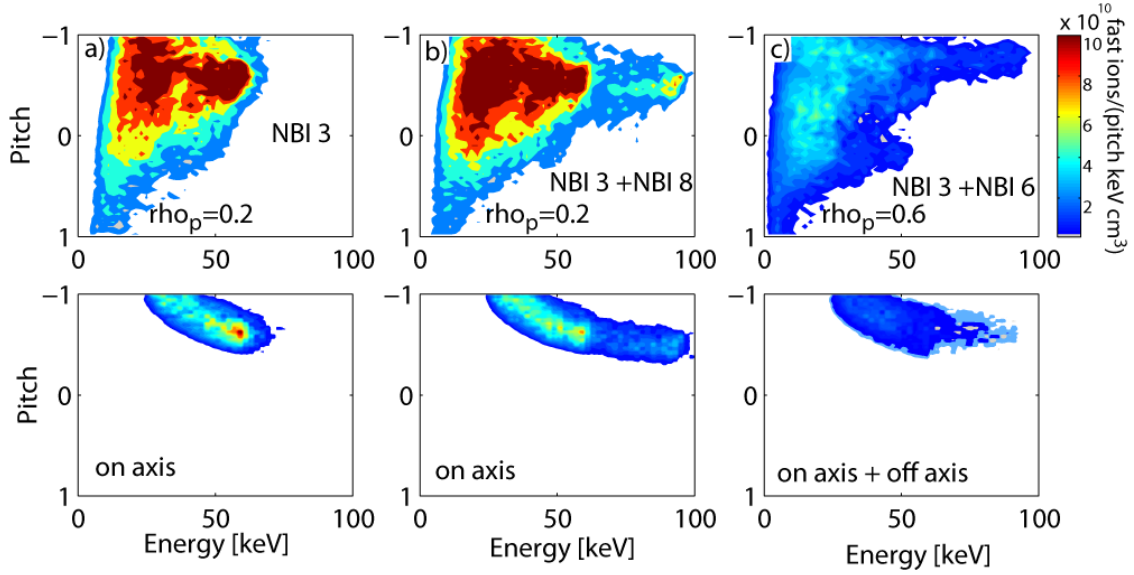 a)
b)
c)
−1
0
1
Pitch
NBI 3
rho_p=0.2
0
50
100
−1
0
1
NBI 3 +NBI 8
rho_p=0.2
0
50
100
−1
0
1
NBI 3 +NBI 6
rho_p=0.6
0
50
100
x 10^10
10
8
6
4
2
fast ions/(pitch keV cm^3)
−1
0
1
Pitch
on axis
0
50
100
Energy [keV]
−1
0
1
on axis
0
50
100
Energy [keV]
−1
0
1
on axis + off axis
0
50
100
Energy [keV]